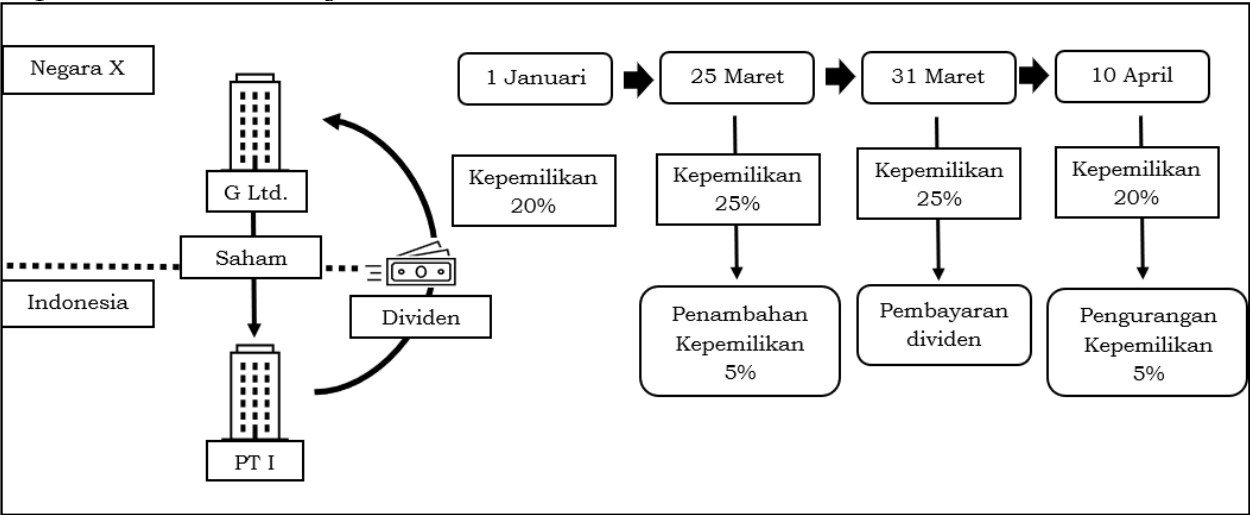 Negara X
G Ltd.
Saham
Indonesia
Dividen
PT I
1 Januari
25 Maret
31 Maret
10 April
Kepemilikan
20%
Kepemilikan
25%
Kepemilikan
25%
Kepemilikan
20%
Penambahan
Kepemilikan
5%
Pembayaran
dividen
Pengurangan
Kepemilikan
5%